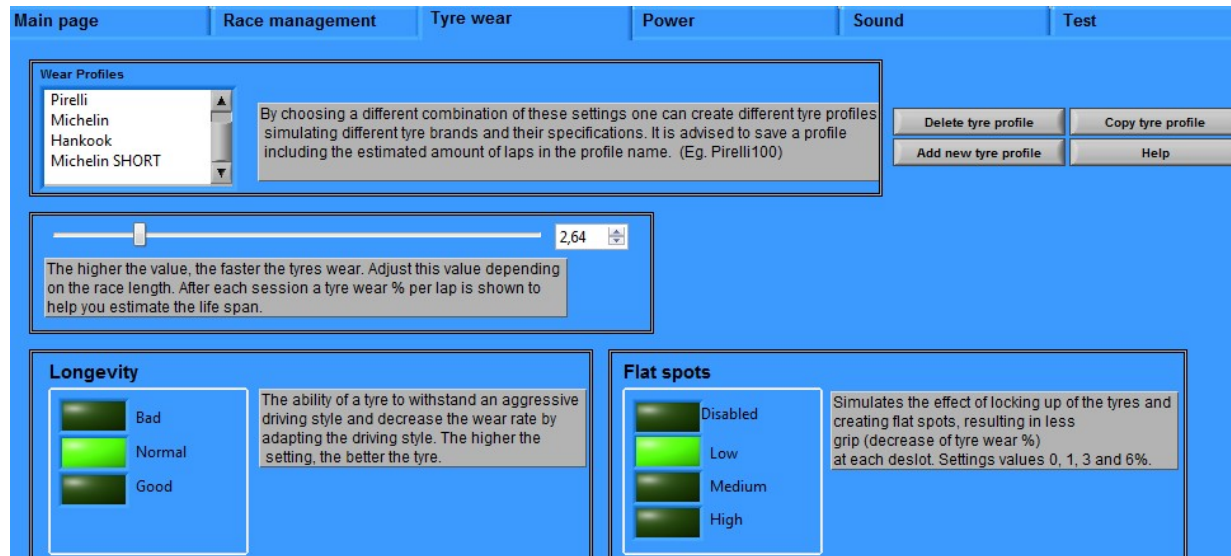 Main page
Race management
Tyre wear
Power
Sound
Test
Wear Profiles
Pirelli
Michelin
Hankook
Michelin SHORT
By choosing a different combination of these settings one can create different tyre profiles
simulating different tyre brands and their specifications. It is advised to save a profile
including the estimated amount of laps in the profile name. (Eg. Pirelli100)
Delete tyre profile
Copy tyre profile
Add new tyre profile
Help
2,64
The higher the value, the faster the tyres wear. Adjust this value depending
on the race length. After each session a tyre wear % per lap is shown to
help you estimate the life span.
Longevity
Bad
Normal
Good
The ability of a tyre to withstand an aggressive
driving style and decrease the wear rate by
adapting the driving style. The higher the
setting, the better the tyre.
Flat spots
Disabled
Low
Medium
High
Simulates the effect of locking up of the tyres and
creating flat spots, resulting in less
grip (decrease of tyre wear %)
at each deslot. Settings values 0, 1, 3 and 6%.